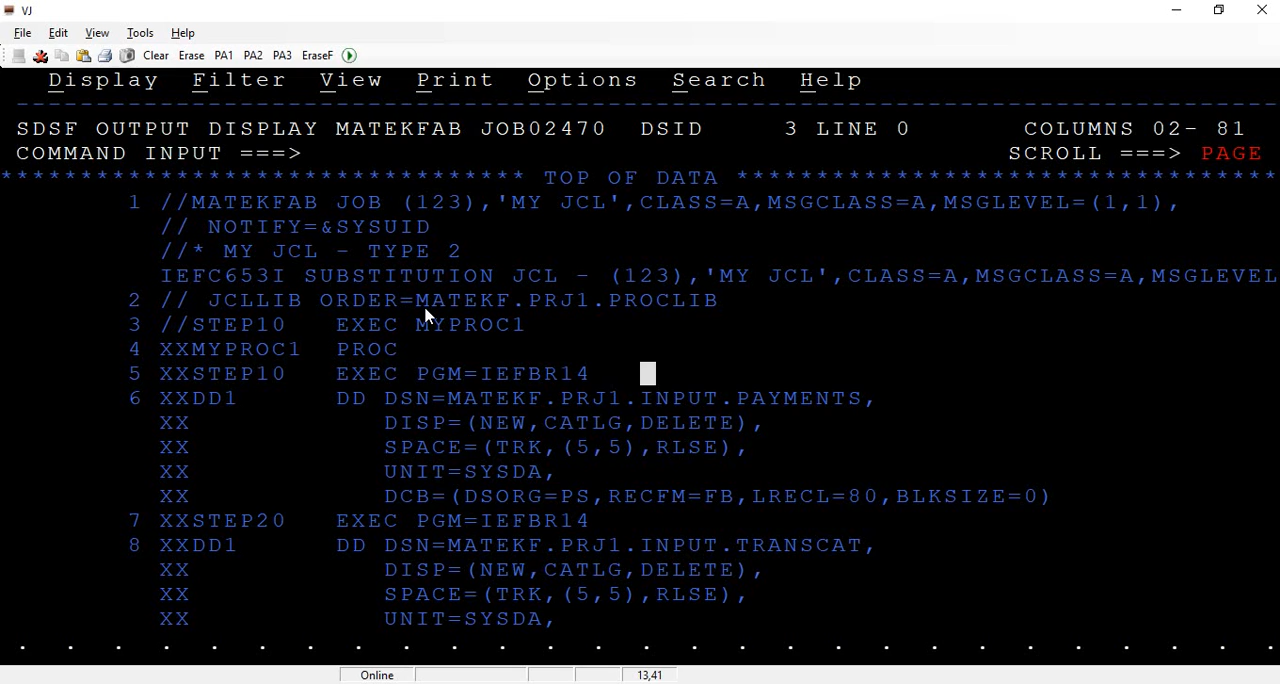 VJ
File Edit View Tools Help
Clear Erase PA1 PA2 PA3 EraseF
Display Filter View Print Options Search Help
--------------------------------------------------------------------------------
SDSF OUTPUT DISPLAY MATEKFAB JOB02470 DSID 3 LINE 0 COLUMNS 02- 81
COMMAND INPUT ===> SCROLL ===> PAGE
********************************* TOP OF DATA **********************************
1 //MATEKFAB JOB (123),'MY JCL',CLASS=A,MSGCLASS=A,MSGLEVEL=(1,1),
// NOTIFY=&SYSUID
//* MY JCL - TYPE 2
IEFC653I SUBSTITUTION JCL - (123),'MY JCL',CLASS=A,MSGCLASS=A,MSGLEVEL
2 // JCLLIB ORDER=MATEKF.PRJ1.PROCLIB
3 //STEP10 EXEC MYPROC1
4 XXMYPROC1 PROC
5 XXSTEP10 EXEC PGM=IEFBR14
6 XXDD1 DD DSN=MATEKF.PRJ1.INPUT.PAYMENTS,
XX DISP=(NEW,CATLG,DELETE),
XX SPACE=(TRK,(5,5),RLSE),
XX UNIT=SYSDA,
XX DCB=(DSORG=PS,RECFM=FB,LRECL=80,BLKSIZE=0)
7 XXSTEP20 EXEC PGM=IEFBR14
8 XXDD1 DD DSN=MATEKF.PRJ1.INPUT.TRANSCAT,
XX DISP=(NEW,CATLG,DELETE),
XX SPACE=(TRK,(5,5),RLSE),
XX UNIT=SYSDA,
. . . . . . . . . . . . . . . . . . . . . . . . . . .
Online 13,41